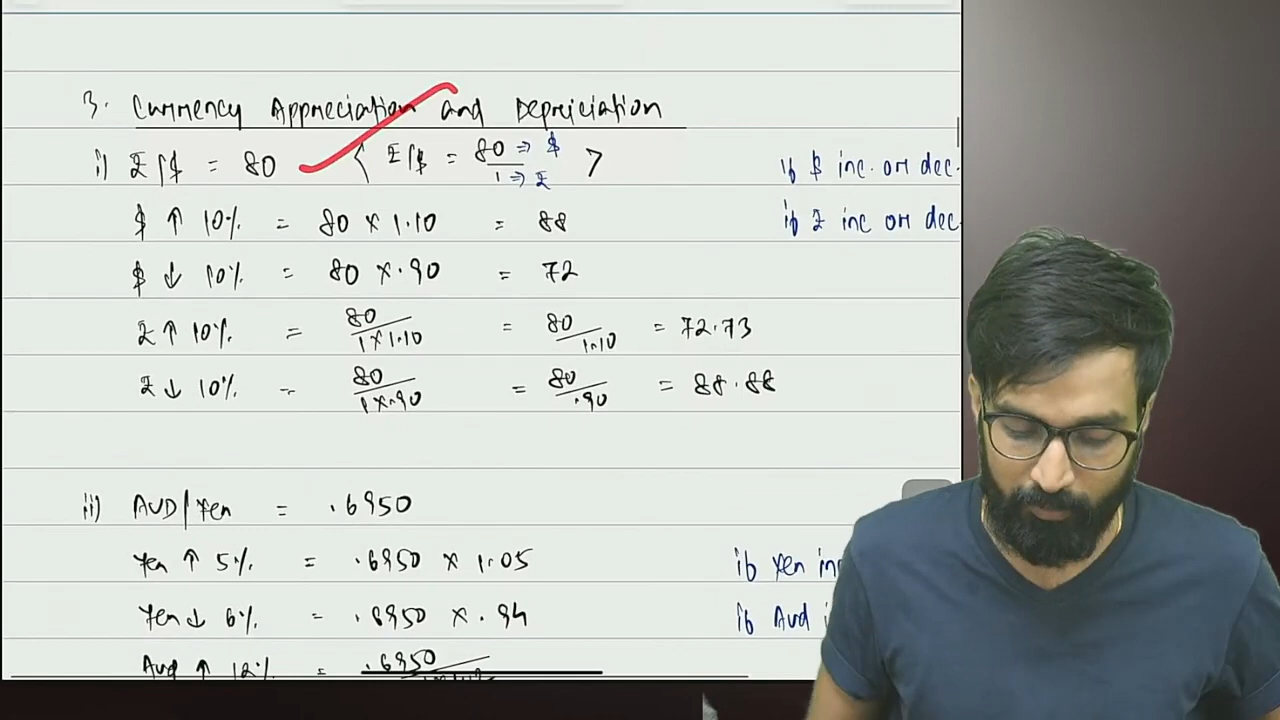 3. Currency Appreciation and Depriciation
i) ₹/$ = 80 < ₹/$ = 80 ⇒ $ / 1 ⇒ ₹ > if $ inc. or dec.
$ ↑ 10% = 80 × 1.10 = 88 if ₹ inc or dec
$ ↓ 10% = 80 × .90 = 72
₹ ↑ 10% = 80 / 1×1.10 = 80 / 1.10 = 72.73
₹ ↓ 10% = 80 / 1×.90 = 80 / .90 = 88.88
ii) AUD/Yen = .6950
Yen ↑ 5% = .6950 × 1.05 if Yen in
Yen ↓ 6% = .6950 × .94 if Aud i
Aud ↑ 12% = .6950